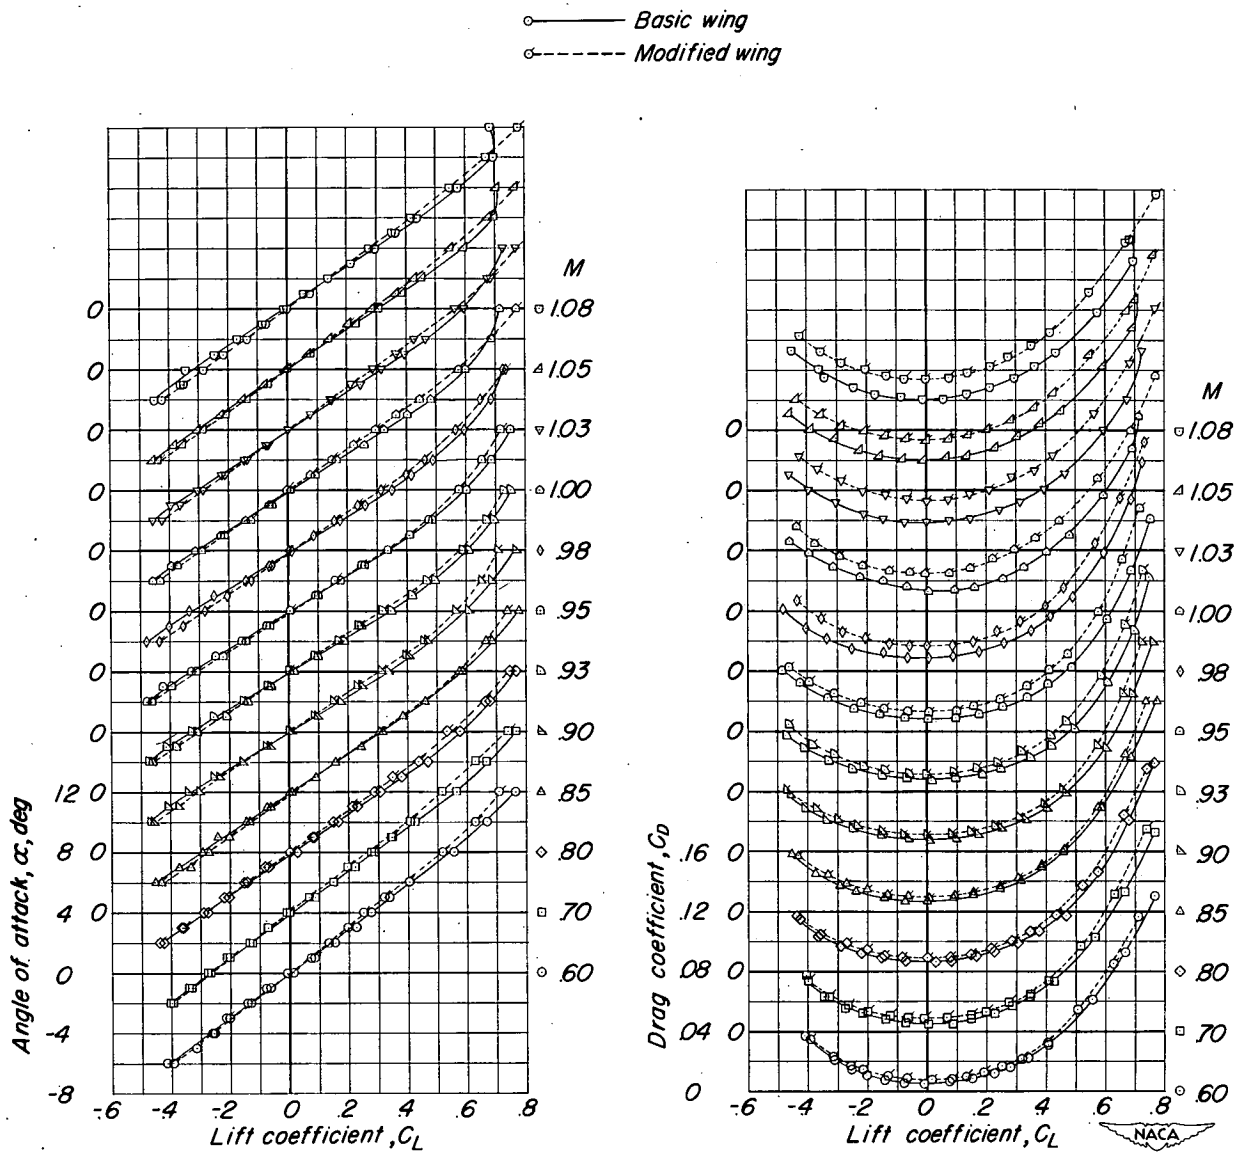 Basic wing
Modified wing
M
0 1.08
0 1.05
0 1.03
0 1.00
0 .98
0 .95
0 .93
0 .90
12 0 .85
8 0 .80
4 0 .70
0 .60
-4
-8
-.6 -.4 -.2 0 .2 .4 .6 .8
Lift coefficient, CL
Angle of attack, α, deg
M
0 1.08
0 1.05
0 1.03
0 1.00
0 .98
0 .95
0 .93
.16 0 .90
.12 0 .85
.08 0 .80
.04 0 .70
0 .60
-.6 -.4 -.2 0 .2 .4 .6 .8
Lift coefficient, CL
Drag coefficient, CD
NACA